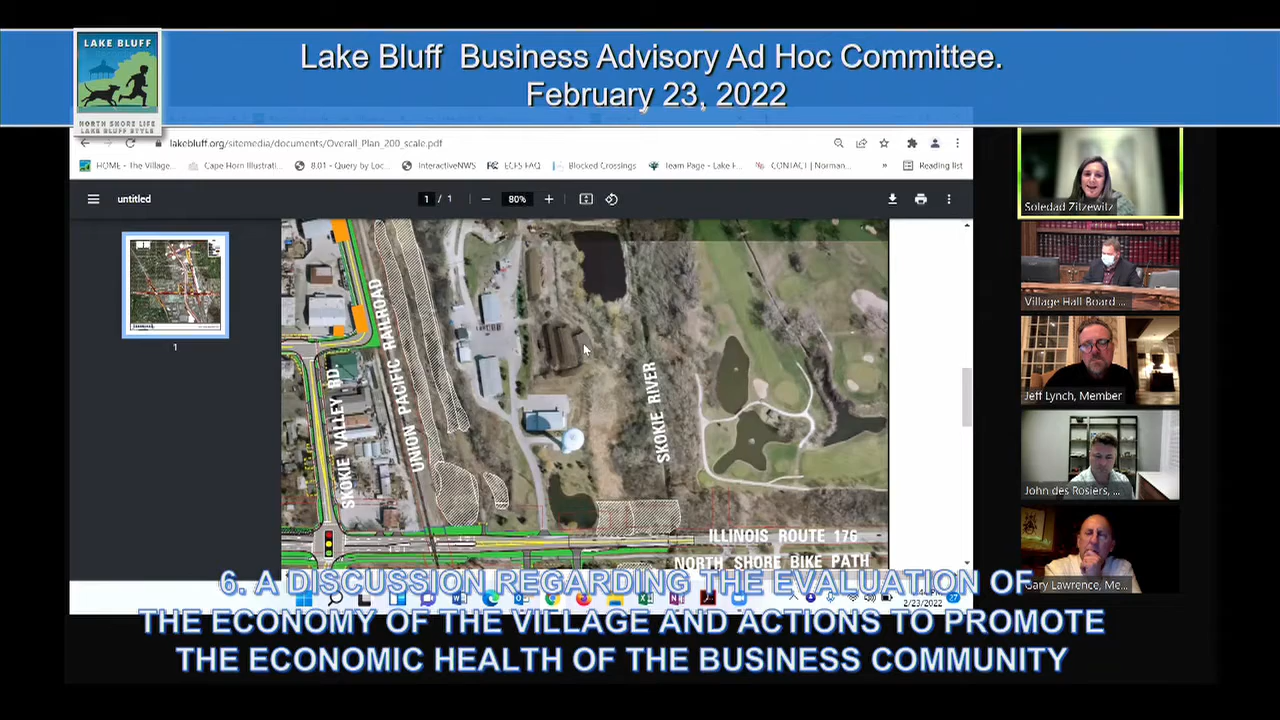 LAKE BLUFF
NORTH SHORE LIFE
LAKE BLUFF STYLE
Lake Bluff Business Advisory Ad Hoc Committee.
February 23, 2022
lakebluff.org/sitemedia/documents/Overall_Plan_200_scale.pdf
HOME - The Village...
Cape Horn Illustrati...
8.01 - Query by Loc...
InteractiveNWS
ECFS FAQ
Blocked Crossings
Team Page - Lake F...
CONTACT | Norman...
»
Reading list
untitled
1 / 1
80%
1
SKOKIE VALLEY RD.
UNION PACIFIC RAILROAD
SKOKIE RIVER
ILLINOIS ROUTE 176
NORTH SHORE BIKE PATH
Soledad Zitzewitz
Village Hall Board ...
Jeff Lynch, Member
John des Rosiers, ...
Gary Lawrence, Me...
2/23/2022
27
6. A DISCUSSION REGARDING THE EVALUATION OF
THE ECONOMY OF THE VILLAGE AND ACTIONS TO PROMOTE
THE ECONOMIC HEALTH OF THE BUSINESS COMMUNITY